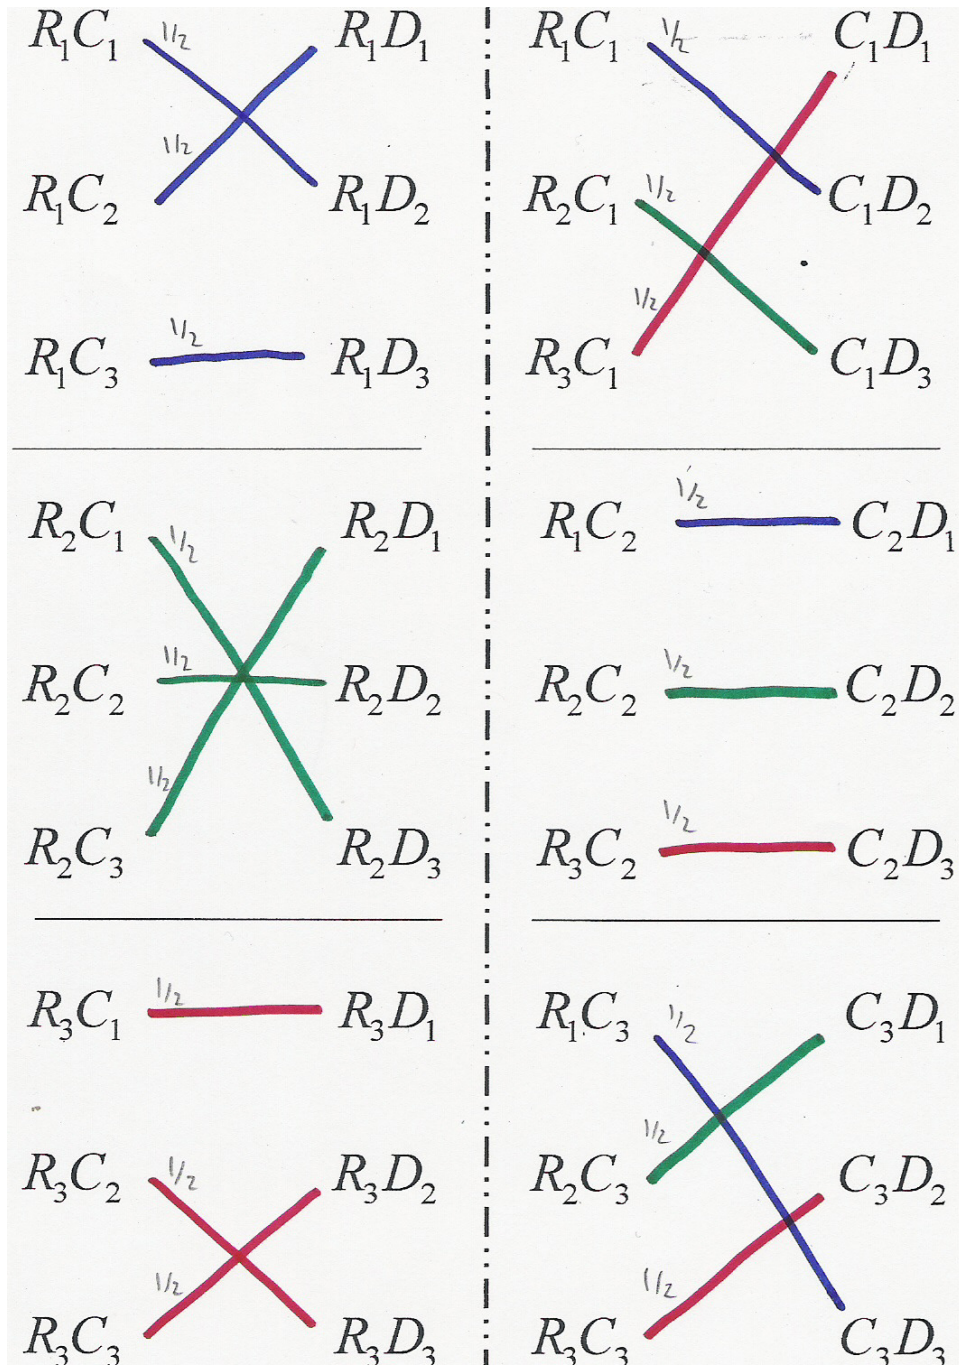 R₁C₁ 1/2 R₁D₁
R₁C₂ 1/2 R₁D₂
R₁C₃ 1/2 R₁D₃
R₂C₁ 1/2 R₂D₁
R₂C₂ 1/2 R₂D₂
R₂C₃ 1/2 R₂D₃
R₃C₁ 1/2 R₃D₁
R₃C₂ 1/2 R₃D₂
R₃C₃ 1/2 R₃D₃
R₁C₁ 1/2 C₁D₁
R₂C₁ 1/2 C₁D₂
R₃C₁ 1/2 C₁D₃
R₁C₂ 1/2 C₂D₁
R₂C₂ 1/2 C₂D₂
R₃C₂ 1/2 C₂D₃
R₁C₃ 1/2 C₃D₁
R₂C₃ 1/2 C₃D₂
R₃C₃ 1/2 C₃D₃